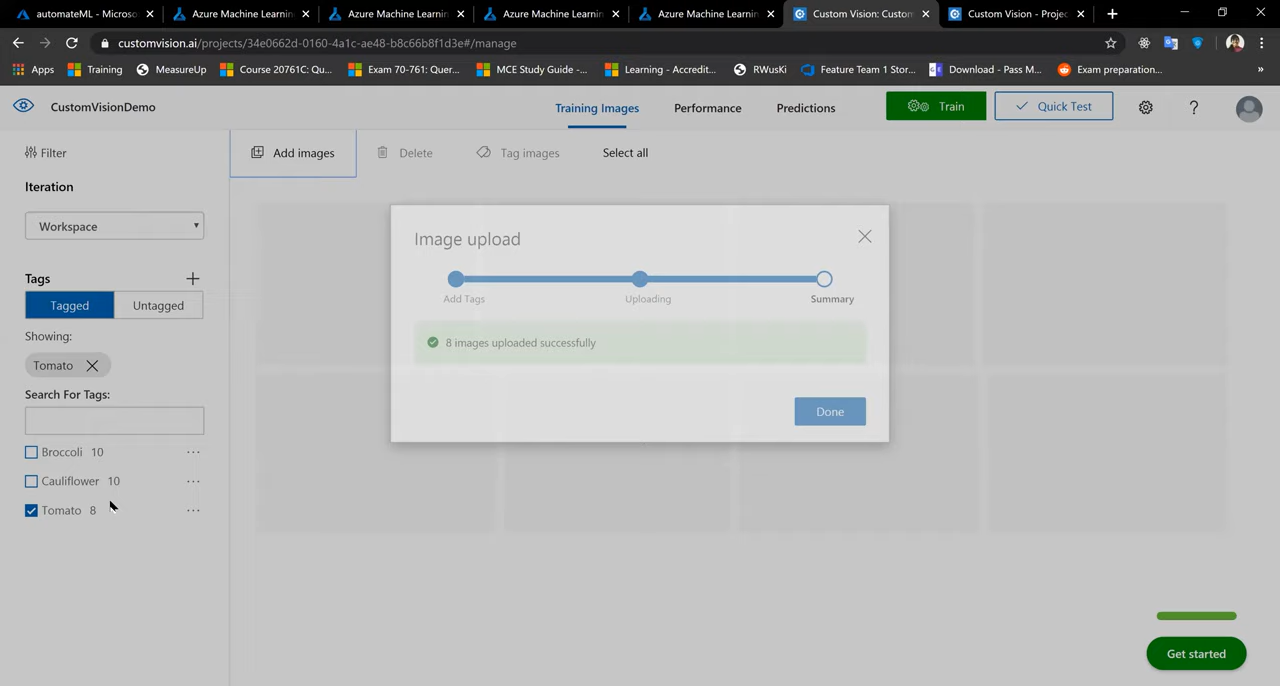 automateML - Microso
Azure Machine Learnin
Azure Machine Learnin
Azure Machine Learnin
Azure Machine Learnin
Custom Vision: Custom
Custom Vision - Projec
customvision.ai/projects/34e0662d-0160-4a1c-ae48-b8c66b8f1d3e#/manage
Apps
Training
MeasureUp
Course 20761C: Qu...
Exam 70-761: Quer...
MCE Study Guide -...
Learning - Accredit...
RWusKi
Feature Team 1 Stor...
Download - Pass M...
Exam preparation...
»
CustomVisionDemo
Training Images
Performance
Predictions
Train
Quick Test
?
Filter
Add images
Delete
Tag images
Select all
Iteration
Workspace
Tags
Tagged
Untagged
Showing:
Tomato
Search For Tags:
Broccoli 10 ...
Cauliflower 10 ...
Tomato 8 ...
Image upload
Add Tags
Uploading
Summary
8 images uploaded successfully
Done
Get started